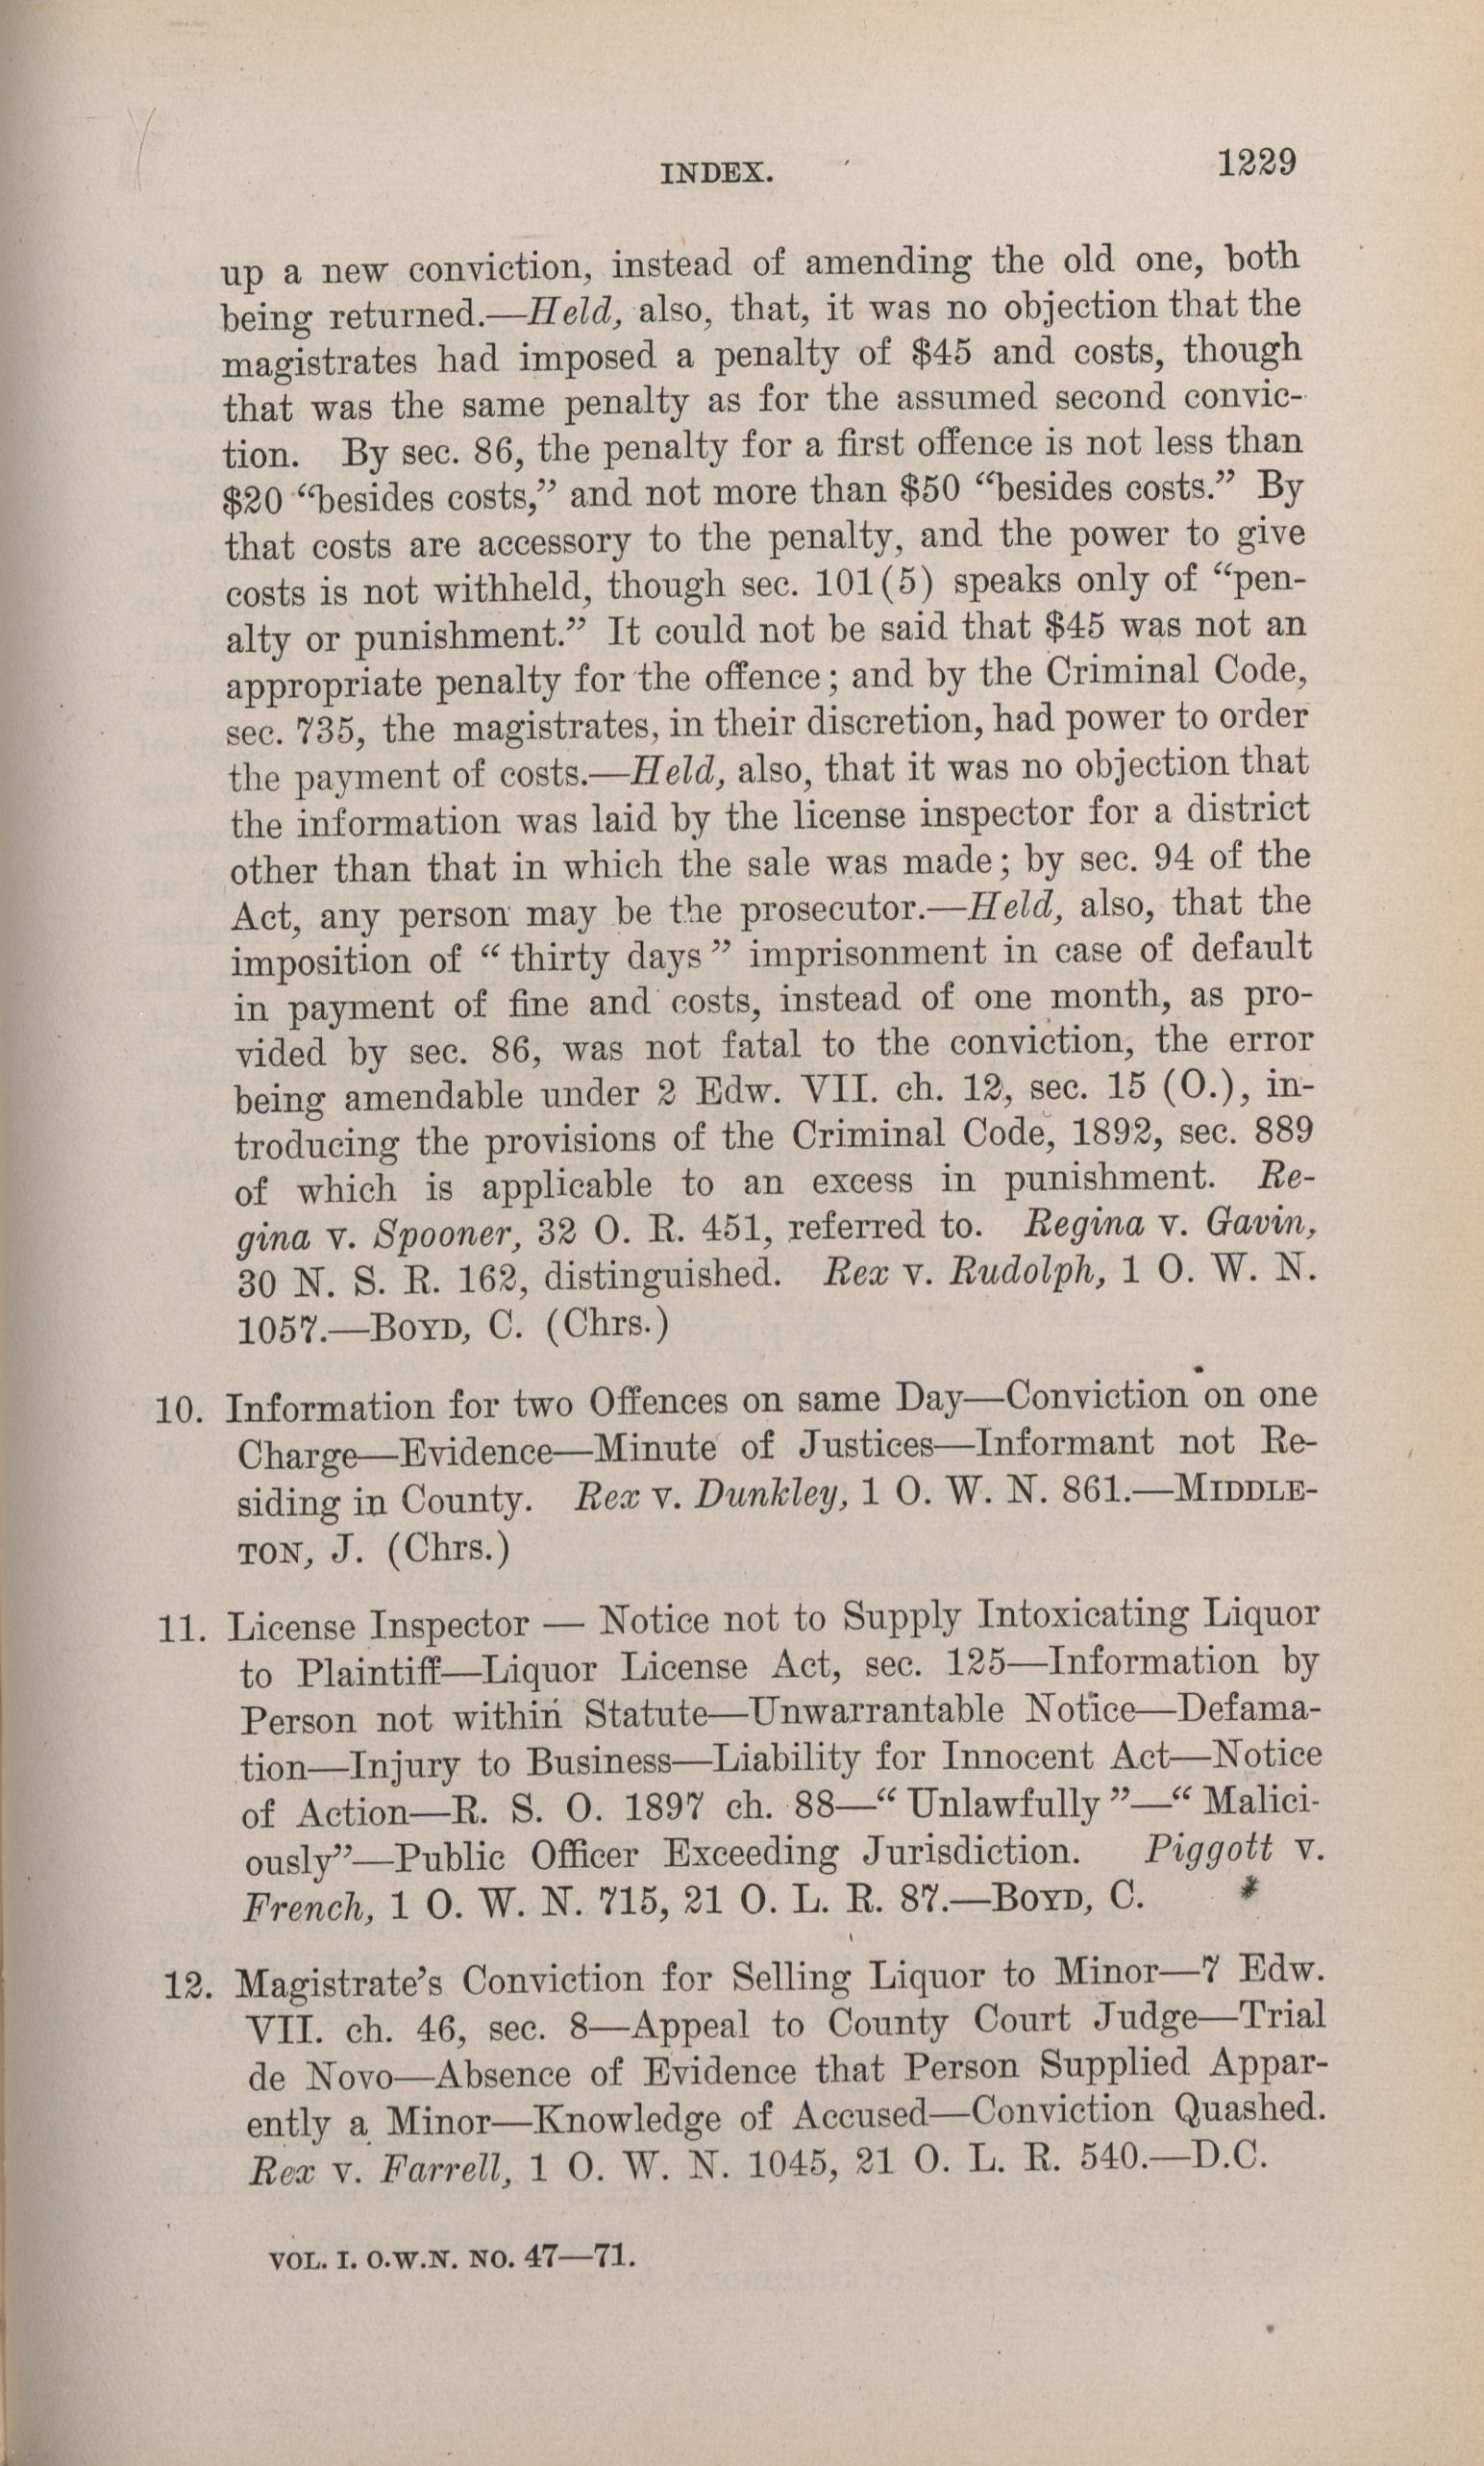 INDEX. 1229
up a new conviction, instead of amending the old one, both
being returned.—Held, also, that, it was no objection that the
magistrates had imposed a penalty of $45 and costs, though
that was the same penalty as for the assumed second convic-
tion. By sec. 86, the penalty for a first offence is not less than
$20 “besides costs,” and not more than $50 “besides costs.” By
that costs are accessory to the penalty, and the power to give
costs is not withheld, though sec. 101(5) speaks only of “pen-
alty or punishment.” It could not be said that $45 was not an
appropriate penalty for the offence; and by the Criminal Code,
sec. 735, the magistrates, in their discretion, had power to order
the payment of costs.—Held, also, that it was no objection that
the information was laid by the license inspector for a district
other than that in which the sale was made; by sec. 94 of the
Act, any person may be the prosecutor.—Held, also, that the
imposition of “ thirty days ” imprisonment in case of default
in payment of fine and costs, instead of one month, as pro-
vided by sec. 86, was not fatal to the conviction, the error
being amendable under 2 Edw. VII. ch. 12, sec. 15 (O.), in-
troducing the provisions of the Criminal Code, 1892, sec. 889
of which is applicable to an excess in punishment. Re-
gina v. Spooner, 32 O. R. 451, referred to. Regina v. Gavin,
30 N. S. R. 162, distinguished. Rex v. Rudolph, 1 O. W. N.
1057.—BOYD, C. (Chrs.)
10. Information for two Offences on same Day—Conviction on one
Charge—Evidence—Minute of Justices—Informant not Re-
siding in County. Rex v. Dunkley, 1 O. W. N. 861.—MIDDLE-
TON, J. (Chrs.)
11. License Inspector — Notice not to Supply Intoxicating Liquor
to Plaintiff—Liquor License Act, sec. 125—Information by
Person not within Statute—Unwarrantable Notice—Defama-
tion—Injury to Business—Liability for Innocent Act—Notice
of Action—R. S. O. 1897 ch. 88—“ Unlawfully ”—“ Malici-
ously”—Public Officer Exceeding Jurisdiction. Piggott v.
French, 1 O. W. N. 715, 21 O. L. R. 87.—BOYD, C. *
12. Magistrate’s Conviction for Selling Liquor to Minor—7 Edw.
VII. ch. 46, sec. 8—Appeal to County Court Judge—Trial
de Novo—Absence of Evidence that Person Supplied Appar-
ently a Minor—Knowledge of Accused—Conviction Quashed.
Rex v. Farrell, 1 O. W. N. 1045, 21 O. L. R. 540.—D.C.
VOL. I. O.W.N. NO. 47—71.